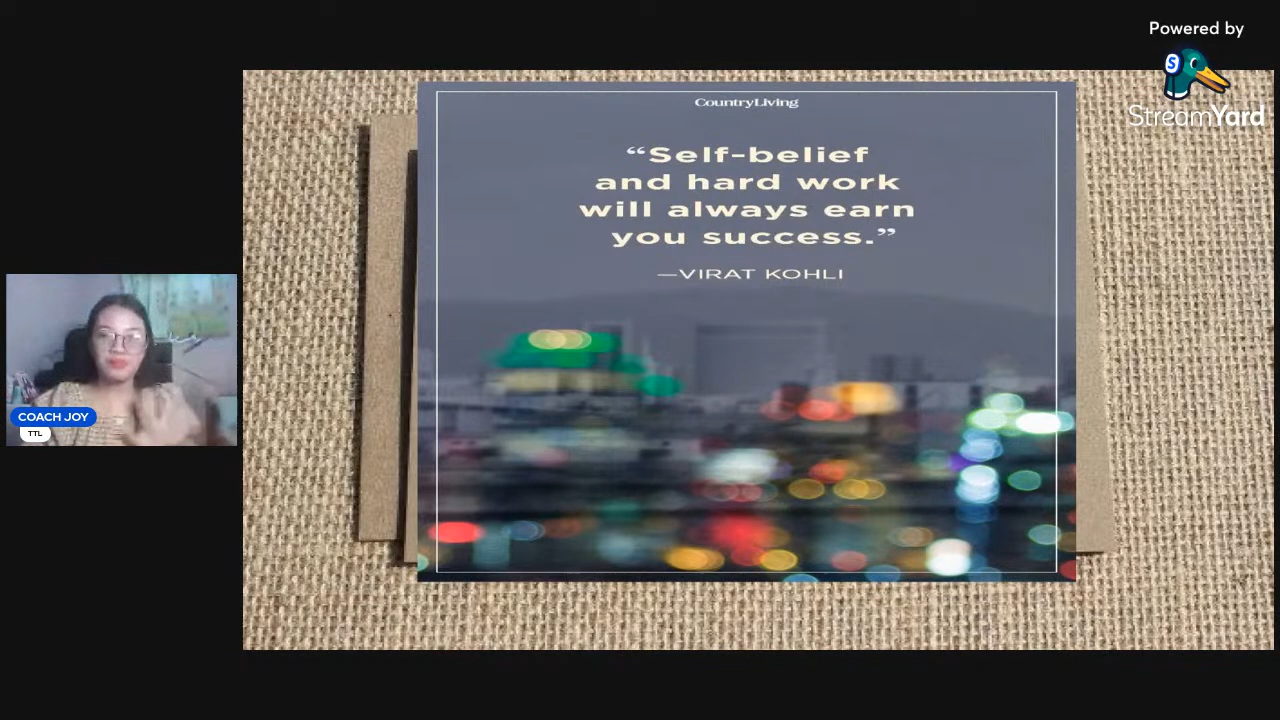 Powered by
S
StreamYard
CountryLiving
“Self-belief
and hard work
will always earn
you success.”
—VIRAT KOHLI
COACH JOY
TTL